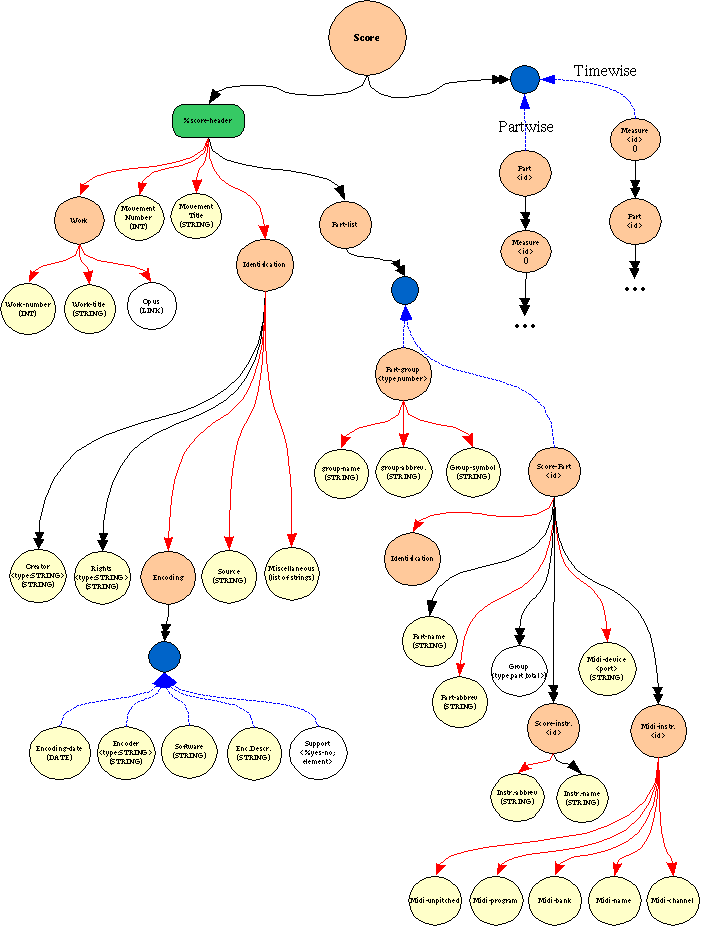 Score
Timewise
%score-header
Partwise
Measure
<id>
()
Part
<id>
Work
Movement
Number
(INT)
Movement
Title
(STRING)
Part-list
Part
<id>
Measure
<id>
()
Identification
Work-number
(INT)
Work-title
(STRING)
Opus
(LINK)
...
...
Part-group
<type,number>
group-name
(STRING)
group-abbrev.
(STRING)
Group-symbol
(STRING)
Score-Part
<id>
Creator
<type:STRING>
(STRING)
Rights
<type:STRING>
(STRING)
Encoding
Source
(STRING)
Miscellaneous
(list of strings)
Identification
Part-name
(STRING)
Part-abbrev
(STRING)
Group
<type part,total>
Midi-device
<port>
(STRING)
Encoding-date
(DATE)
Encoder
<type:STRING>
(STRING)
Software
(STRING)
Enc.Descr.
(STRING)
Support
<%yes-no;
element>
Score-instr.
<id>
Midi-instr.
<id>
Instr.-abbrev
(STRING)
Instr.-name
(STRING)
Midi-unpitched
Midi-program
Midi-bank
Midi-name
Midi-channel